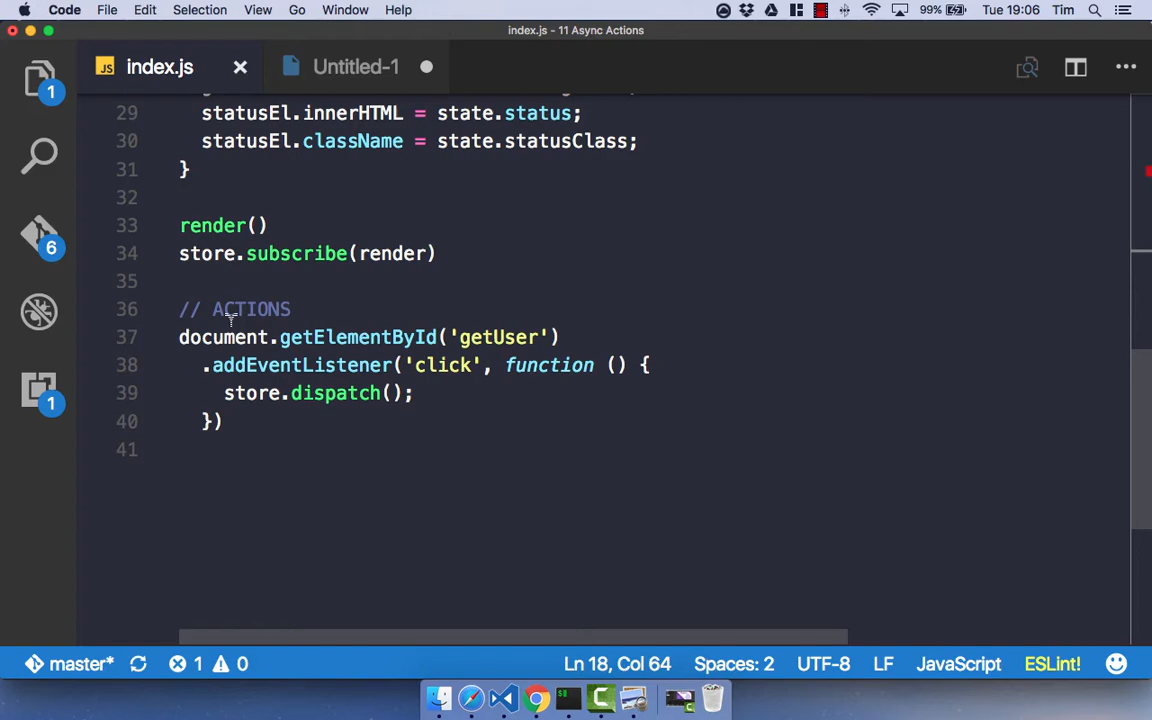 Code File Edit Selection View Go Window Help 99% Tue 19:06 Tim
index.js - 11 Async Actions
JS index.js Untitled-1
29 statusEl.innerHTML = state.status;
30 statusEl.className = state.statusClass;
31 }
32
33 render()
34 store.subscribe(render)
35
36 // ACTIONS
37 document.getElementById('getUser')
38 .addEventListener('click', function () {
39 store.dispatch();
40 })
41
1
6
1
master* 1 0 Ln 18, Col 64 Spaces: 2 UTF-8 LF JavaScript ESLint!